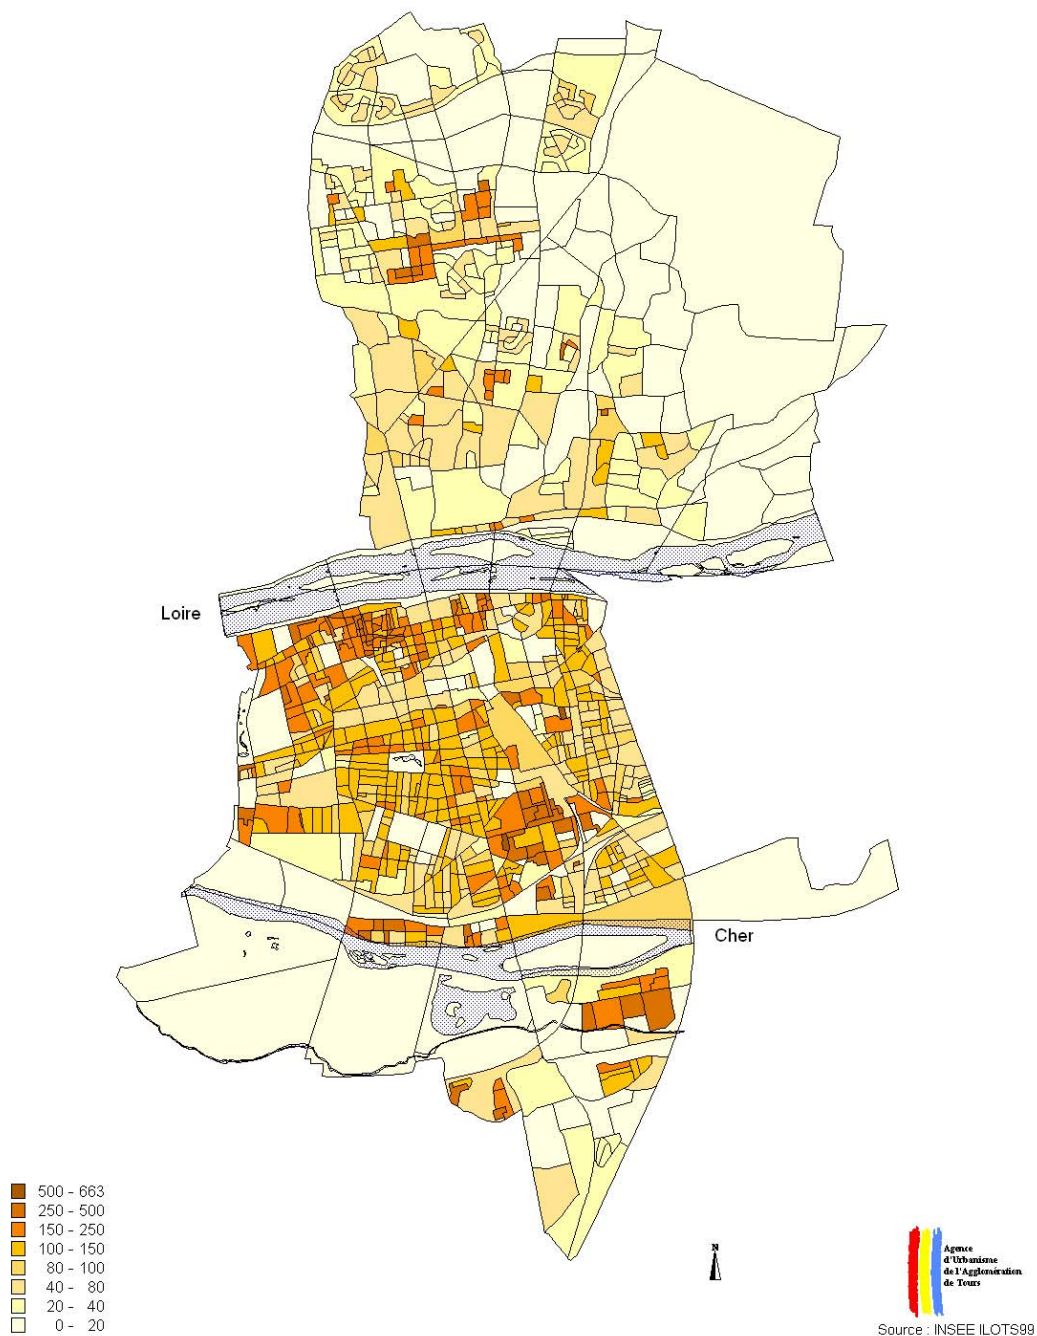 Loire
Cher
500 - 663
250 - 500
150 - 250
100 - 150
80 - 100
40 - 80
20 - 40
0 - 20
N
Agence
d'Urbanisme
de l'Agglomération
de Tours
Source : INSEE ILOTS99